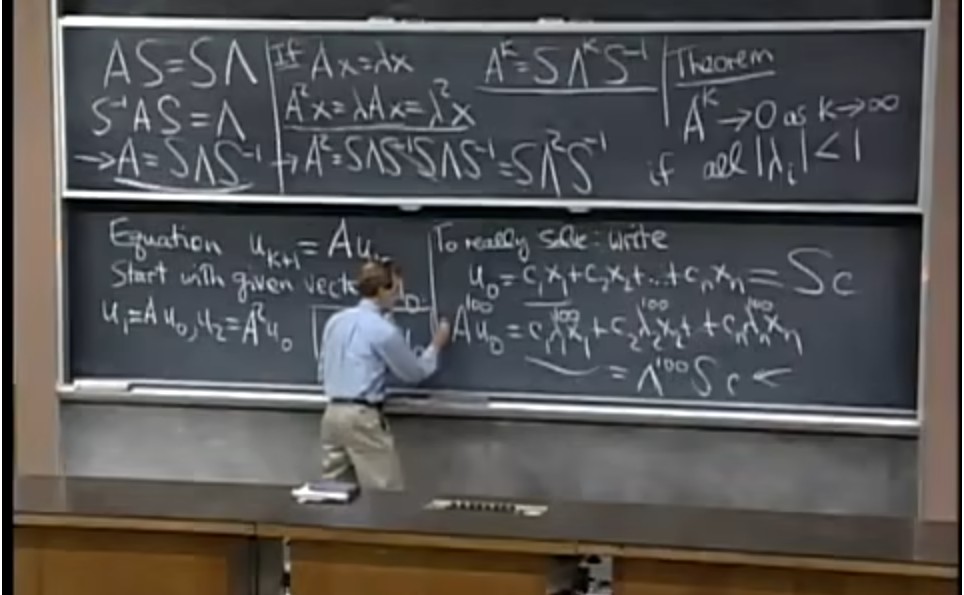 AS=SΛ
S⁻¹AS=Λ
→A=SΛS⁻¹
If Ax=λx
A²x=λAx=λ²x
→A²=SΛS⁻¹SΛS⁻¹=SΛ²S⁻¹
Aᴷ=SΛᴷS⁻¹
Theorem
Aᴷ→0 as K→∞
if all |λᵢ|<1
Equation uₖ₊₁=Au
Start with given vect
u₁=Au₀, u₂=A²u₀
To really solve: write
u₀=c₁x₁+c₂x₂+...+cₙxₙ=Sc
A¹⁰⁰u₀=c₁λ₁¹⁰⁰x₁+c₂λ₂¹⁰⁰x₂+ +cₙλₙ¹⁰⁰xₙ
=Λ¹⁰⁰Sc←